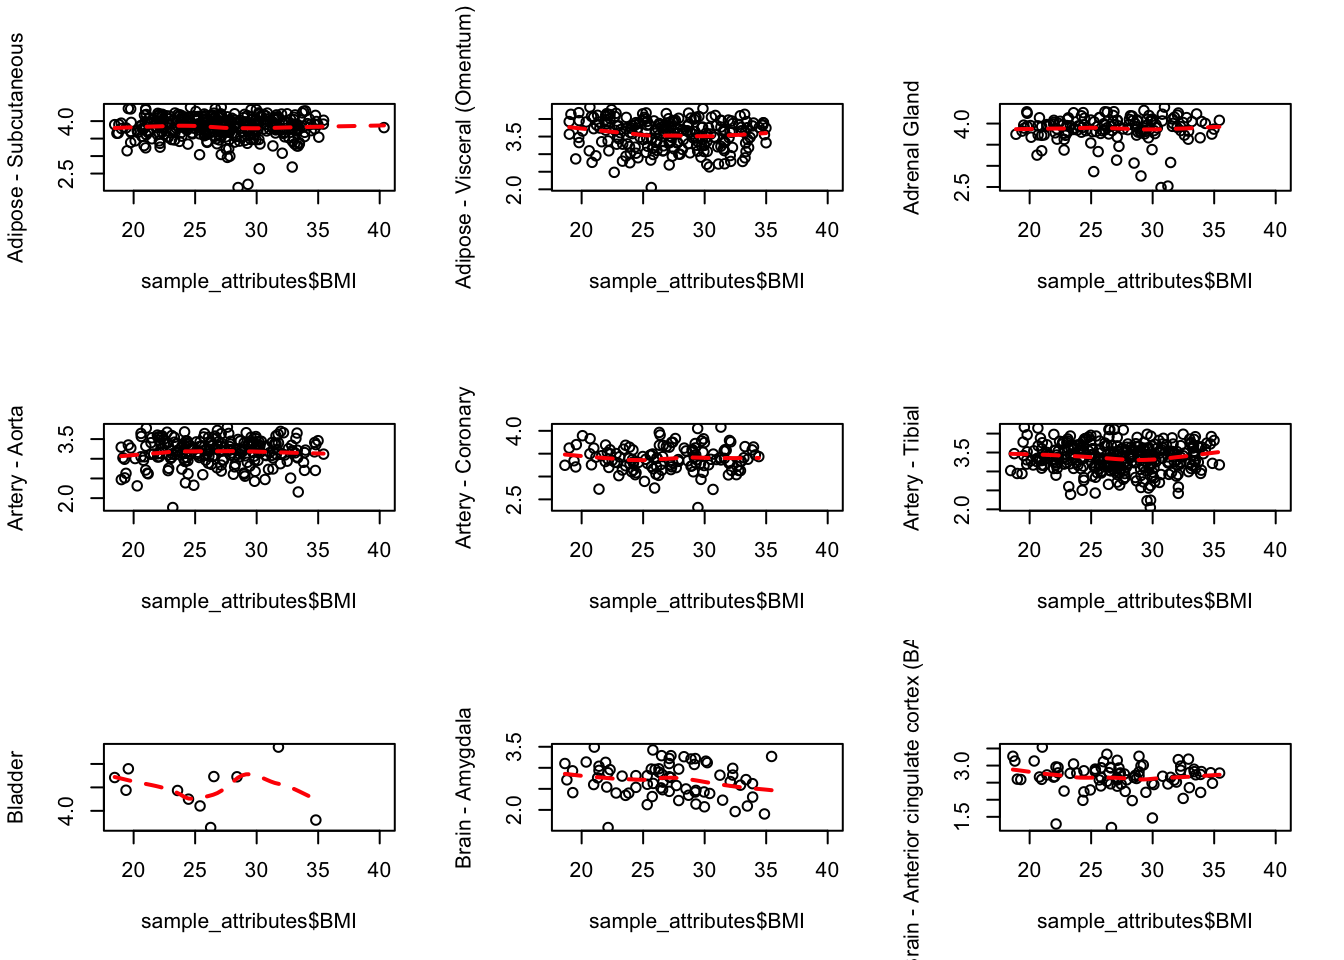 Adipose - Subcutaneous
4.0
2.5
20 25 30 35 40
sample_attributes$BMI
Adipose - Visceral (Omentum)
3.5
2.0
20 25 30 35 40
sample_attributes$BMI
Adrenal Gland
4.0
2.5
20 25 30 35 40
sample_attributes$BMI
Artery - Aorta
3.5
2.0
20 25 30 35 40
sample_attributes$BMI
Artery - Coronary
4.0
2.5
20 25 30 35 40
sample_attributes$BMI
Artery - Tibial
3.5
2.0
20 25 30 35 40
sample_attributes$BMI
Bladder
4.0
20 25 30 35 40
sample_attributes$BMI
Brain - Amygdala
3.5
2.0
20 25 30 35 40
sample_attributes$BMI
rain - Anterior cingulate cortex (BA
3.0
1.5
20 25 30 35 40
sample_attributes$BMI